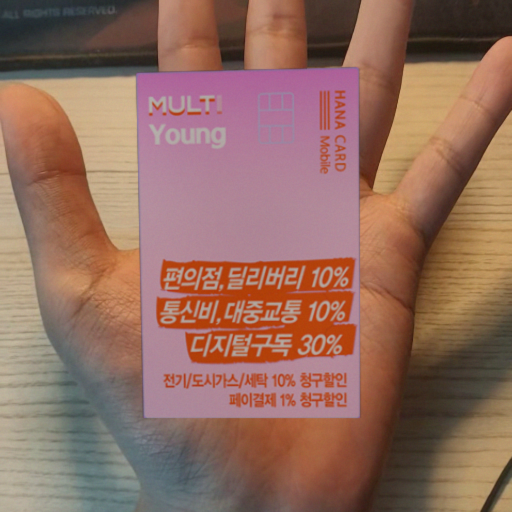 ALL RIGHTS RESERVED.
MULTI
Young
HANA CARD
Mobile
편의점,딜리버리 10%
통신비,대중교통 10%
디지털구독 30%
전기/도시가스/세탁 10% 청구할인
페이결제 1% 청구할인